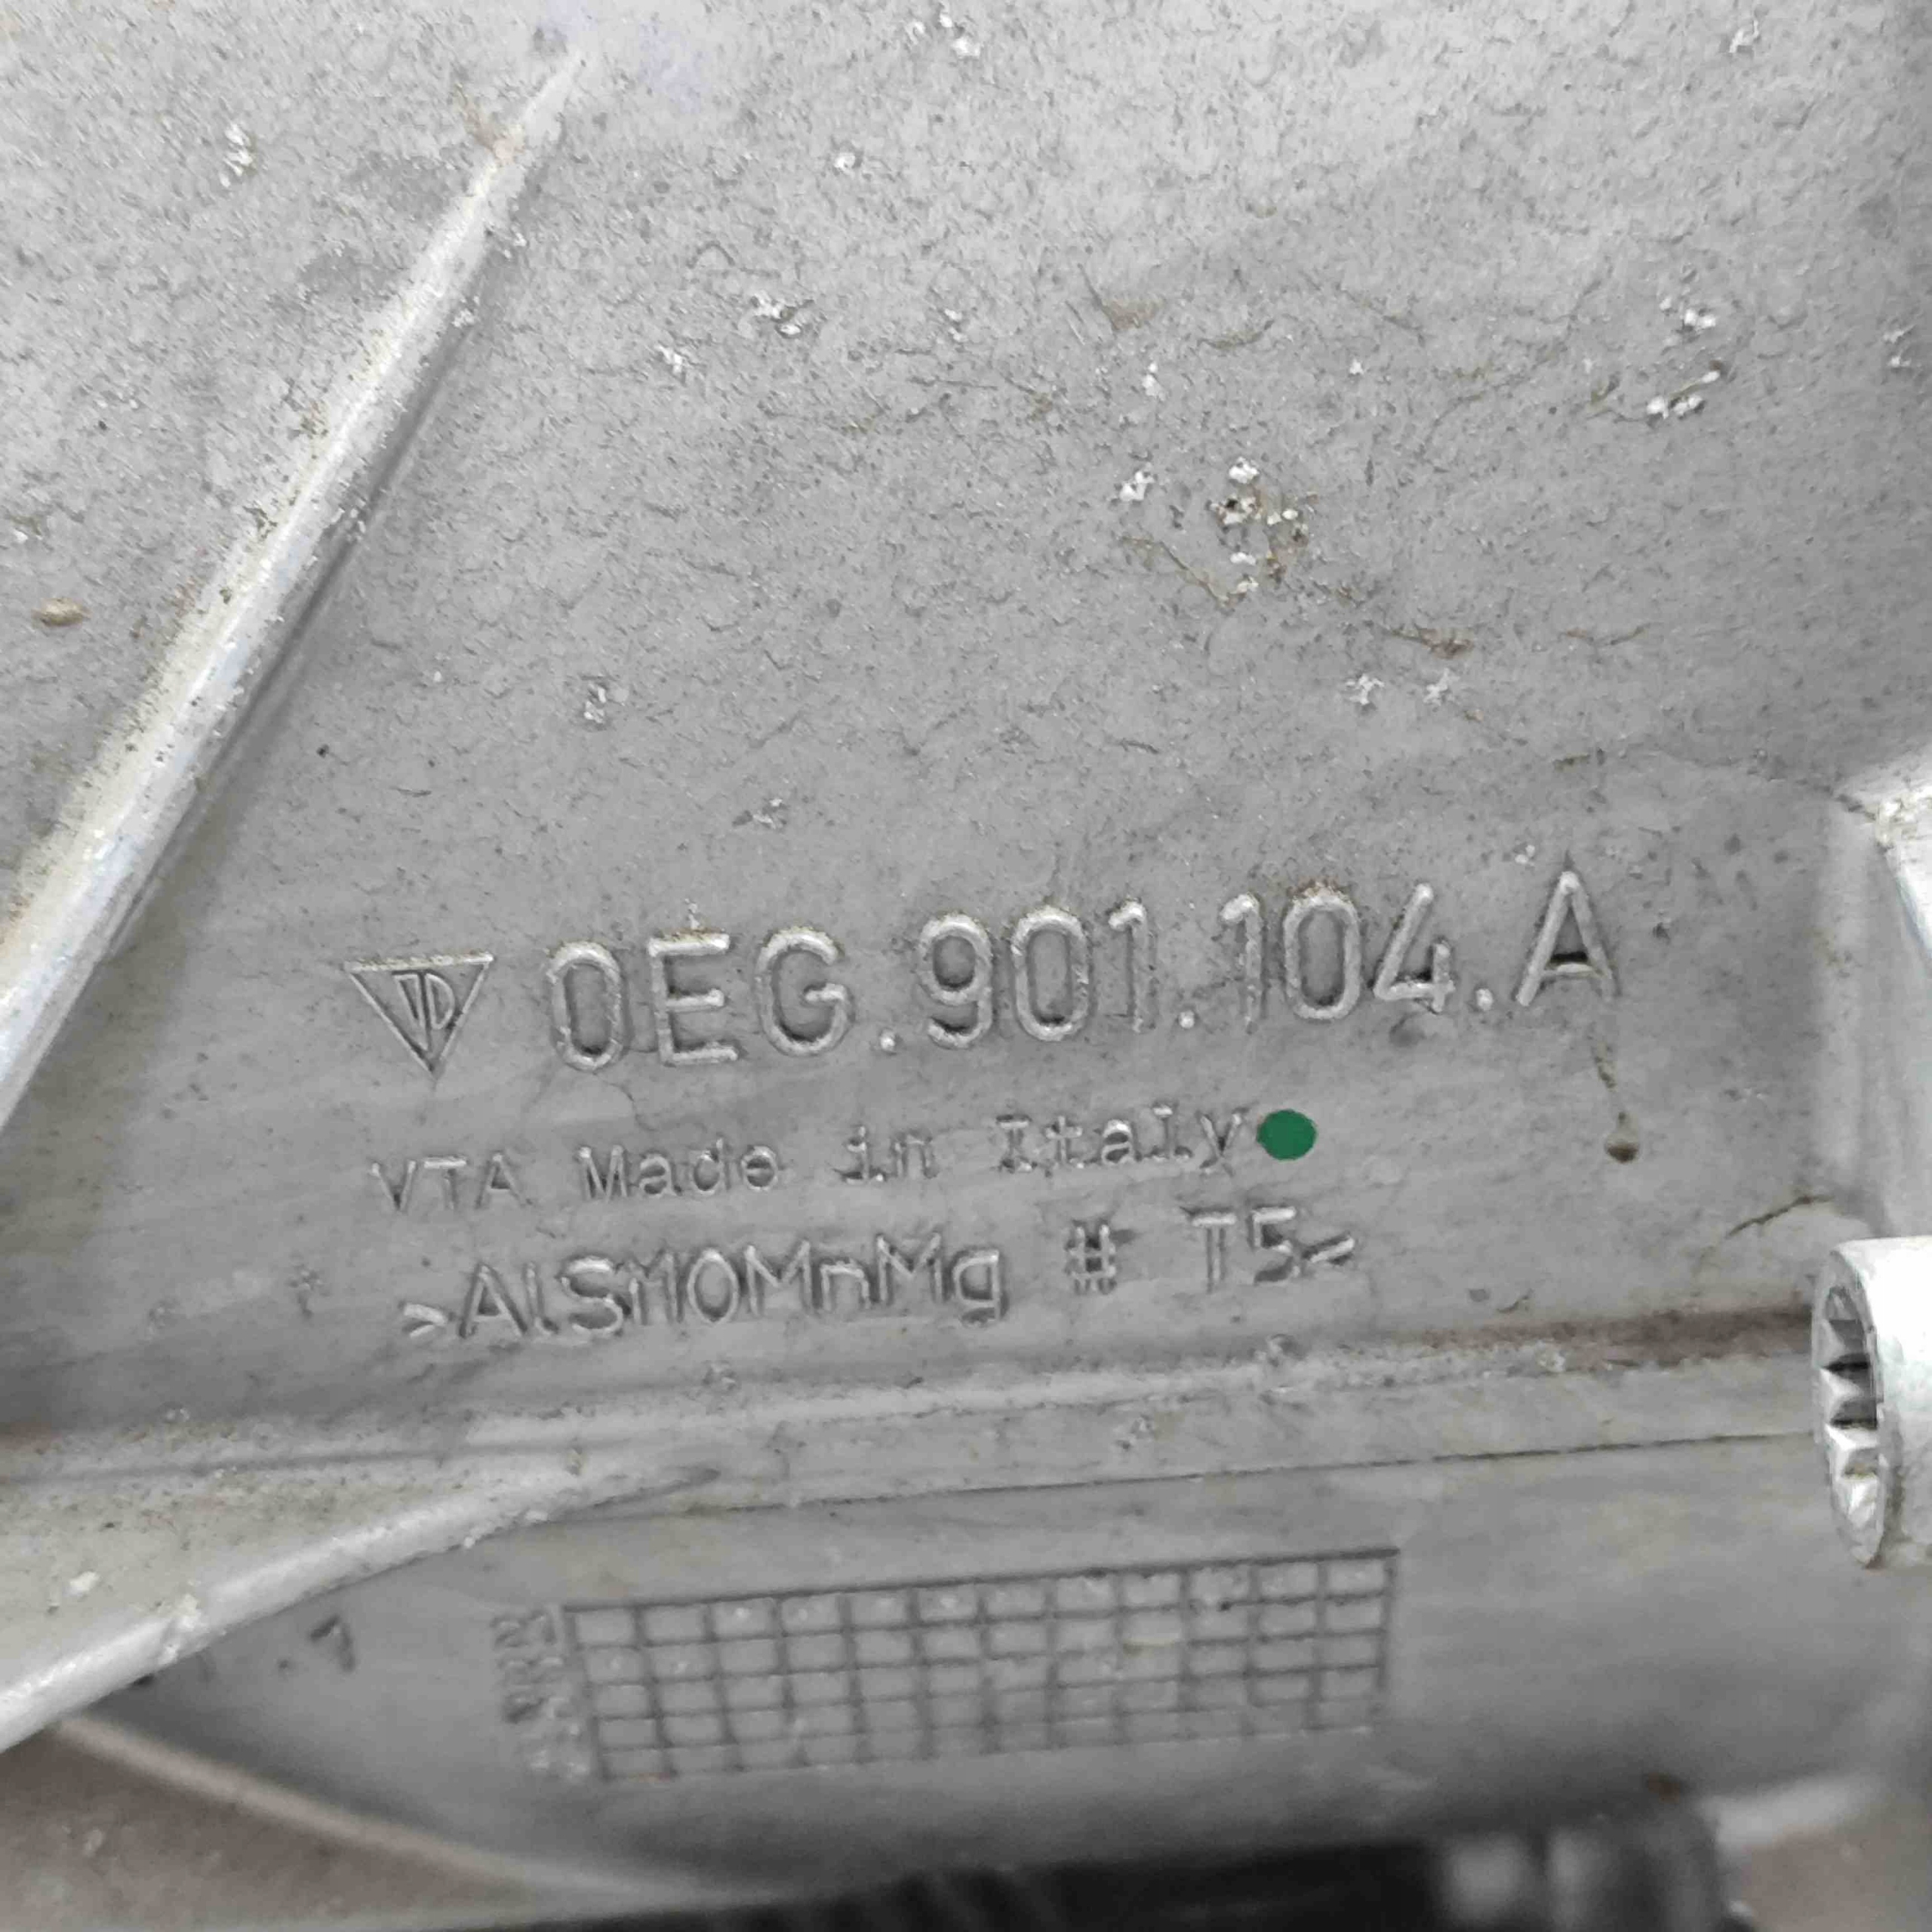 0EG.901.104.A
VTA Made in Italy
>AlSi10MnMg # T5<